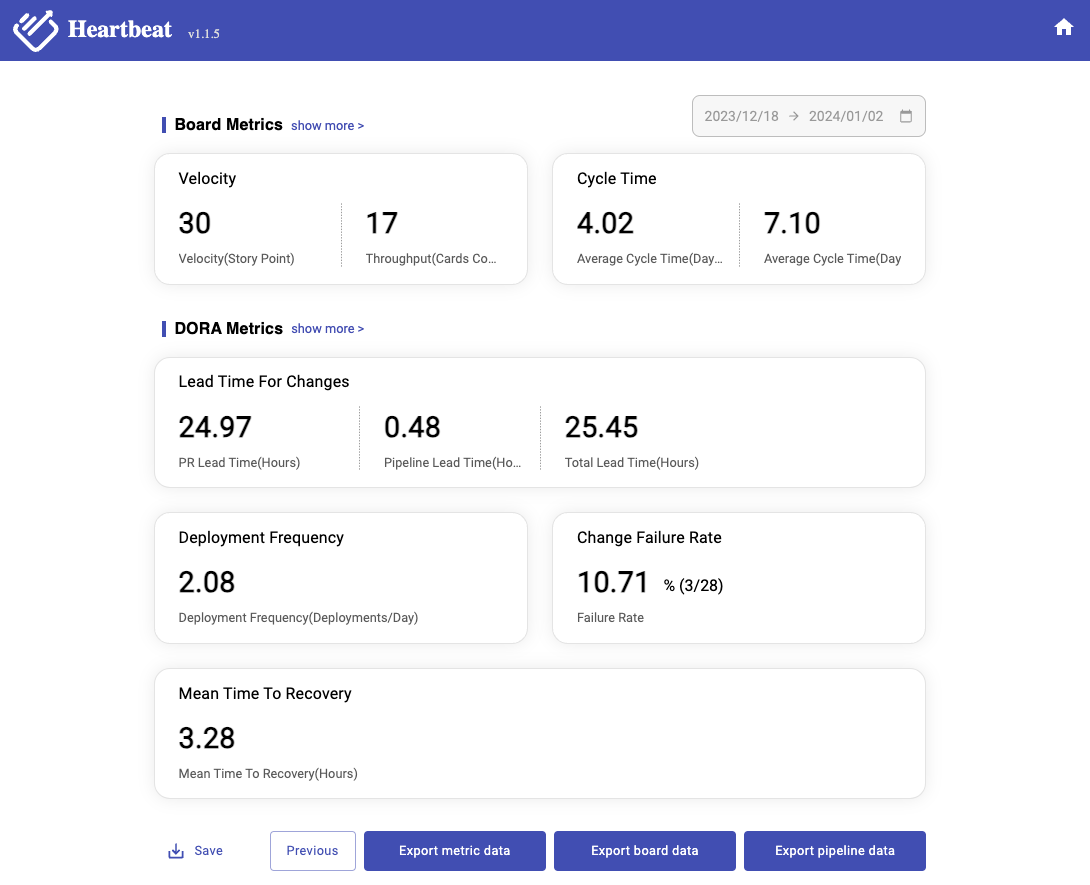 Heartbeat v1.1.5
2023/12/18 → 2024/01/02
Board Metrics show more >
Velocity
30 17
Velocity(Story Point) Throughput(Cards Co...
Cycle Time
4.02 7.10
Average Cycle Time(Day... Average Cycle Time(Day
DORA Metrics show more >
Lead Time For Changes
24.97 0.48 25.45
PR Lead Time(Hours) Pipeline Lead Time(Ho... Total Lead Time(Hours)
Deployment Frequency
2.08
Deployment Frequency(Deployments/Day)
Change Failure Rate
10.71 % (3/28)
Failure Rate
Mean Time To Recovery
3.28
Mean Time To Recovery(Hours)
Save Previous Export metric data Export board data Export pipeline data